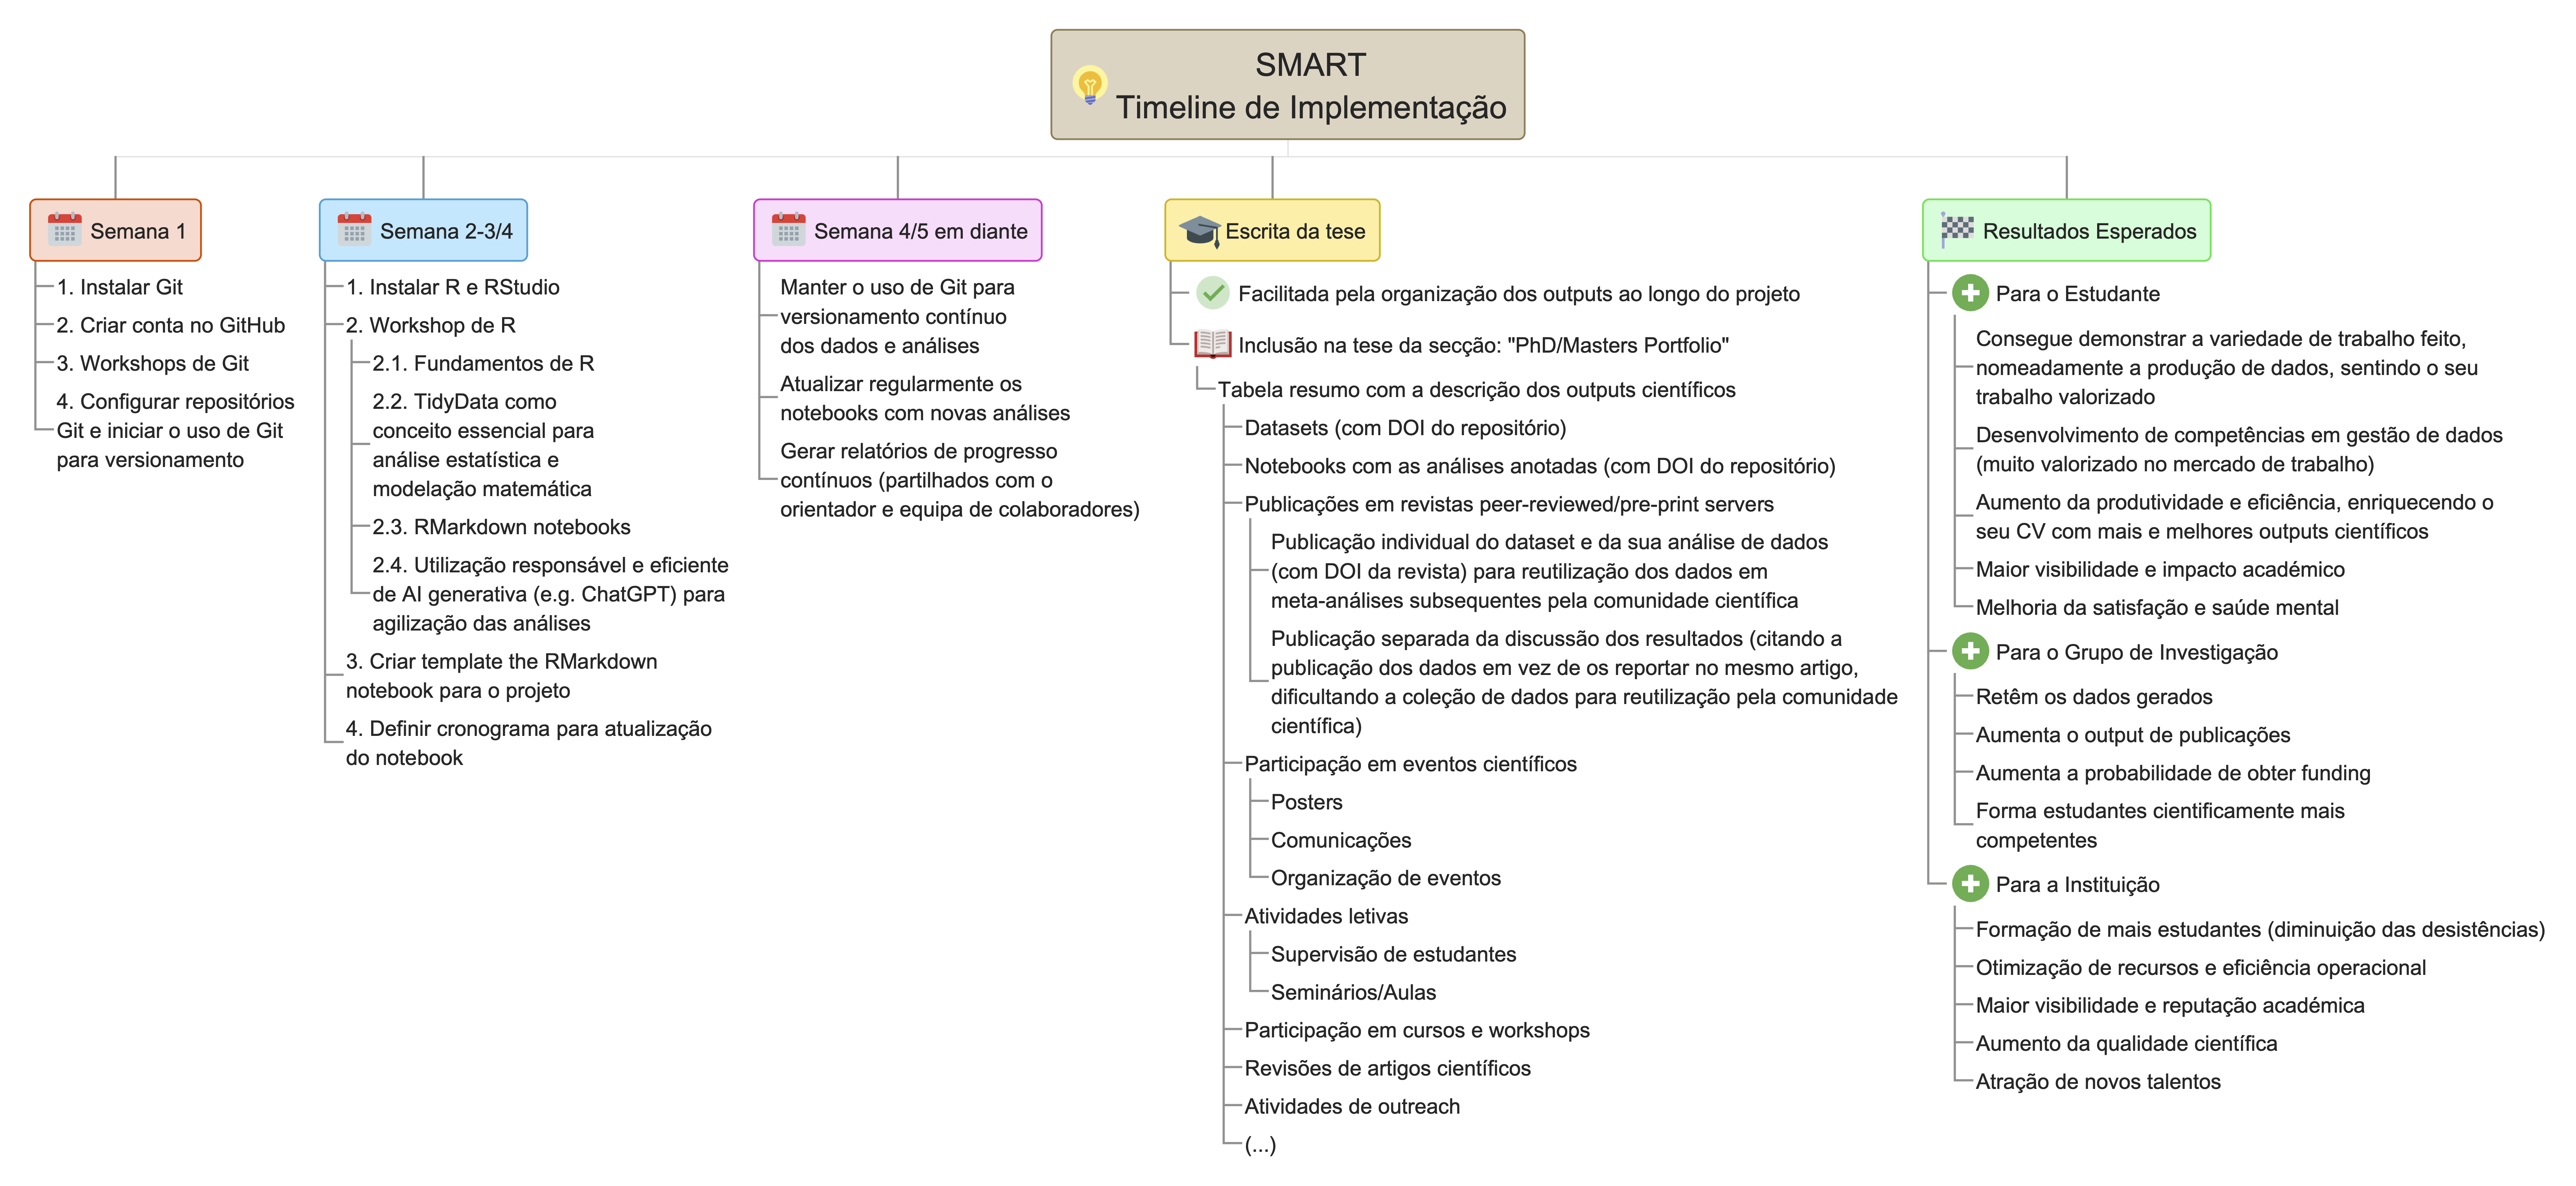 SMART
Timeline de Implementação
Semana 1
1. Instalar Git
2. Criar conta no GitHub
3. Workshops de Git
4. Configurar repositórios
Git e iniciar o uso de Git
para versionamento
Semana 2-3/4
1. Instalar R e RStudio
2. Workshop de R
2.1. Fundamentos de R
2.2. TidyData como
conceito essencial para
análise estatística e
modelação matemática
2.3. RMarkdown notebooks
2.4. Utilização responsável e eficiente
de AI generativa (e.g. ChatGPT) para
agilização das análises
3. Criar template the RMarkdown
notebook para o projeto
4. Definir cronograma para atualização
do notebook
Semana 4/5 em diante
Manter o uso de Git para
versionamento contínuo
dos dados e análises
Atualizar regularmente os
notebooks com novas análises
Gerar relatórios de progresso
contínuos (partilhados com o
orientador e equipa de colaboradores)
Escrita da tese
Facilitada pela organização dos outputs ao longo do projeto
Inclusão na tese da secção: "PhD/Masters Portfolio"
Tabela resumo com a descrição dos outputs científicos
Datasets (com DOI do repositório)
Notebooks com as análises anotadas (com DOI do repositório)
Publicações em revistas peer-reviewed/pre-print servers
Publicação individual do dataset e da sua análise de dados
(com DOI da revista) para reutilização dos dados em
meta-análises subsequentes pela comunidade científica
Publicação separada da discussão dos resultados (citando a
publicação dos dados em vez de os reportar no mesmo artigo,
dificultando a coleção de dados para reutilização pela comunidade
científica)
Participação em eventos científicos
Posters
Comunicações
Organização de eventos
Atividades letivas
Supervisão de estudantes
Seminários/Aulas
Participação em cursos e workshops
Revisões de artigos científicos
Atividades de outreach
(...)
Resultados Esperados
Para o Estudante
Consegue demonstrar a variedade de trabalho feito,
nomeadamente a produção de dados, sentindo o seu
trabalho valorizado
Desenvolvimento de competências em gestão de dados
(muito valorizado no mercado de trabalho)
Aumento da produtividade e eficiência, enriquecendo o
seu CV com mais e melhores outputs científicos
Maior visibilidade e impacto académico
Melhoria da satisfação e saúde mental
Para o Grupo de Investigação
Retêm os dados gerados
Aumenta o output de publicações
Aumenta a probabilidade de obter funding
Forma estudantes cientificamente mais
competentes
Para a Instituição
Formação de mais estudantes (diminuição das desistências)
Otimização de recursos e eficiência operacional
Maior visibilidade e reputação académica
Aumento da qualidade científica
Atração de novos talentos